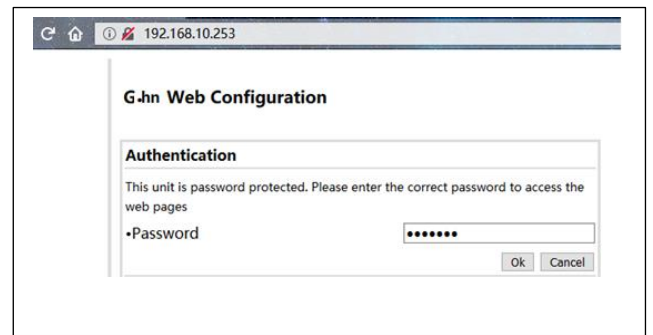 192.168.10.253
G.hn Web Configuration
Authentication
This unit is password protected. Please enter the correct password to access the
web pages
•Password •••••••
Ok Cancel